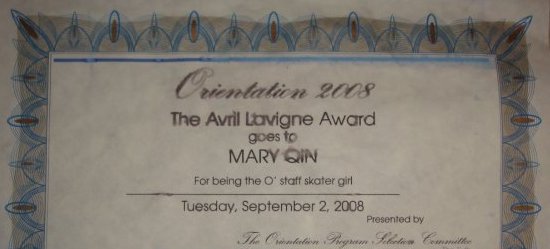 Orientation 2008
The Avril Lavigne Award
goes to
MARY QIN
For being the O' staff skater girl
Tuesday, September 2, 2008
Presented by
The Orientation Program Selection Committee